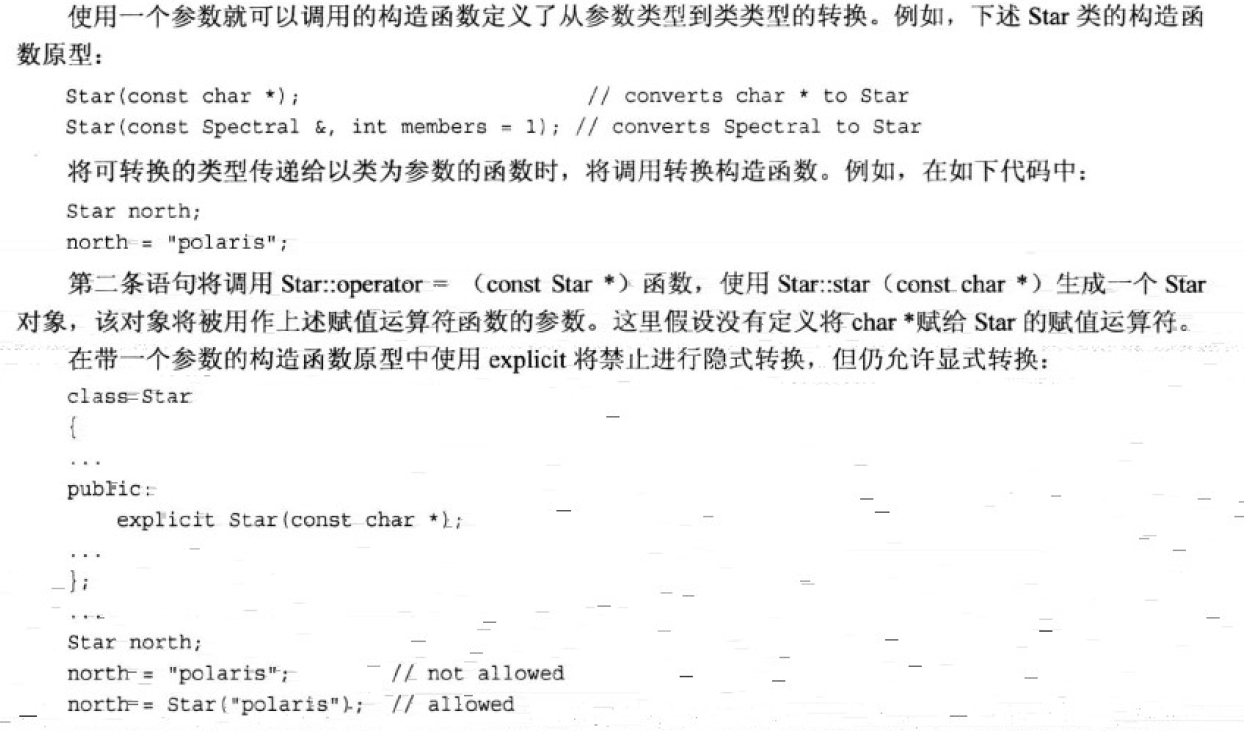 使用一个参数就可以调用的构造函数定义了从参数类型到类类型的转换。例如，下述 Star 类的构造函
数原型：
Star(const char *);                       // converts char * to Star
Star(const Spectral &, int members = 1); // converts Spectral to Star
将可转换的类型传递给以类为参数的函数时，将调用转换构造函数。例如，在如下代码中：
Star north;
north = "polaris";
第二条语句将调用 Star::operator = （const Star *）函数，使用 Star::star（const char *）生成一个 Star
对象，该对象将被用作上述赋值运算符函数的参数。这里假设没有定义将 char *赋给 Star 的赋值运算符。
在带一个参数的构造函数原型中使用 explicit 将禁止进行隐式转换，但仍允许显式转换：
class Star
{
...
public:
    explicit Star(const char *);
...
};
...
Star north;
north = "polaris";        // not allowed
north = Star("polaris");  // allowed